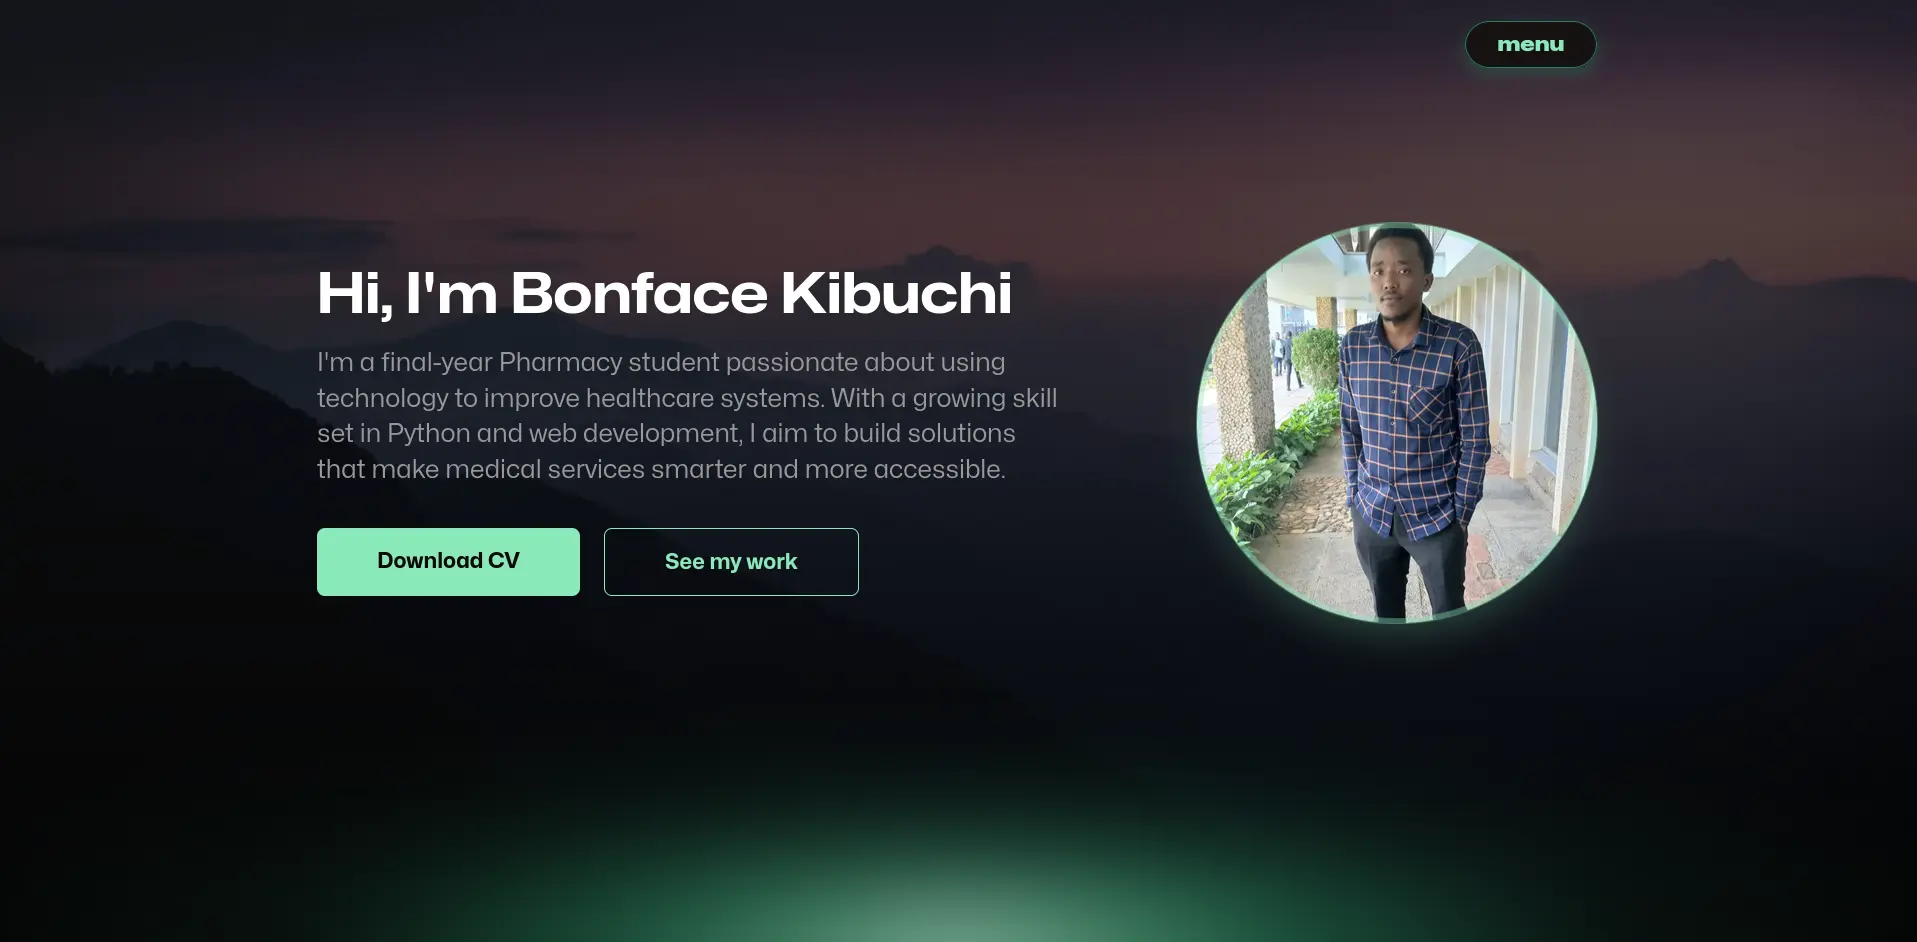 menu
Hi, I'm Bonface Kibuchi
I'm a final-year Pharmacy student passionate about using
technology to improve healthcare systems. With a growing skill
set in Python and web development, I aim to build solutions
that make medical services smarter and more accessible.
Download CV
See my work